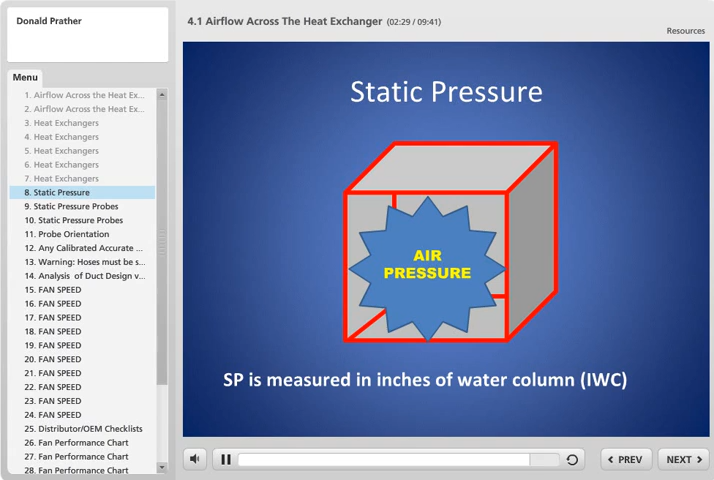 Donald Prather
4.1 Airflow Across The Heat Exchanger (02:29 / 09:41)
Resources
Menu
1. Airflow Across the Heat Ex...
2. Airflow Across the Heat Ex...
3. Heat Exchangers
4. Heat Exchangers
5. Heat Exchangers
6. Heat Exchangers
7. Heat Exchangers
8. Static Pressure
9. Static Pressure Probes
10. Static Pressure Probes
11. Probe Orientation
12. Any Calibrated Accurate ...
13. Warning: Hoses must be s...
14. Analysis of Duct Design v...
15. FAN SPEED
16. FAN SPEED
17. FAN SPEED
18. FAN SPEED
19. FAN SPEED
20. FAN SPEED
21. FAN SPEED
22. FAN SPEED
23. FAN SPEED
24. FAN SPEED
25. Distributor/OEM Checklists
26. Fan Performance Chart
27. Fan Performance Chart
28. Fan Performance Chart
Static Pressure
AIR
PRESSURE
SP is measured in inches of water column (IWC)
PREV
NEXT